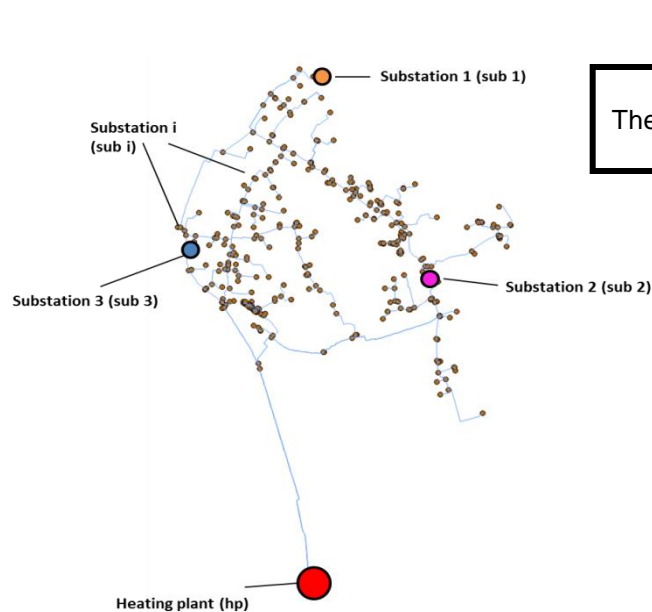 Substation 1 (sub 1)
The
Substation i
(sub i)
Substation 2 (sub 2)
Substation 3 (sub 3)
Heating plant (hp)